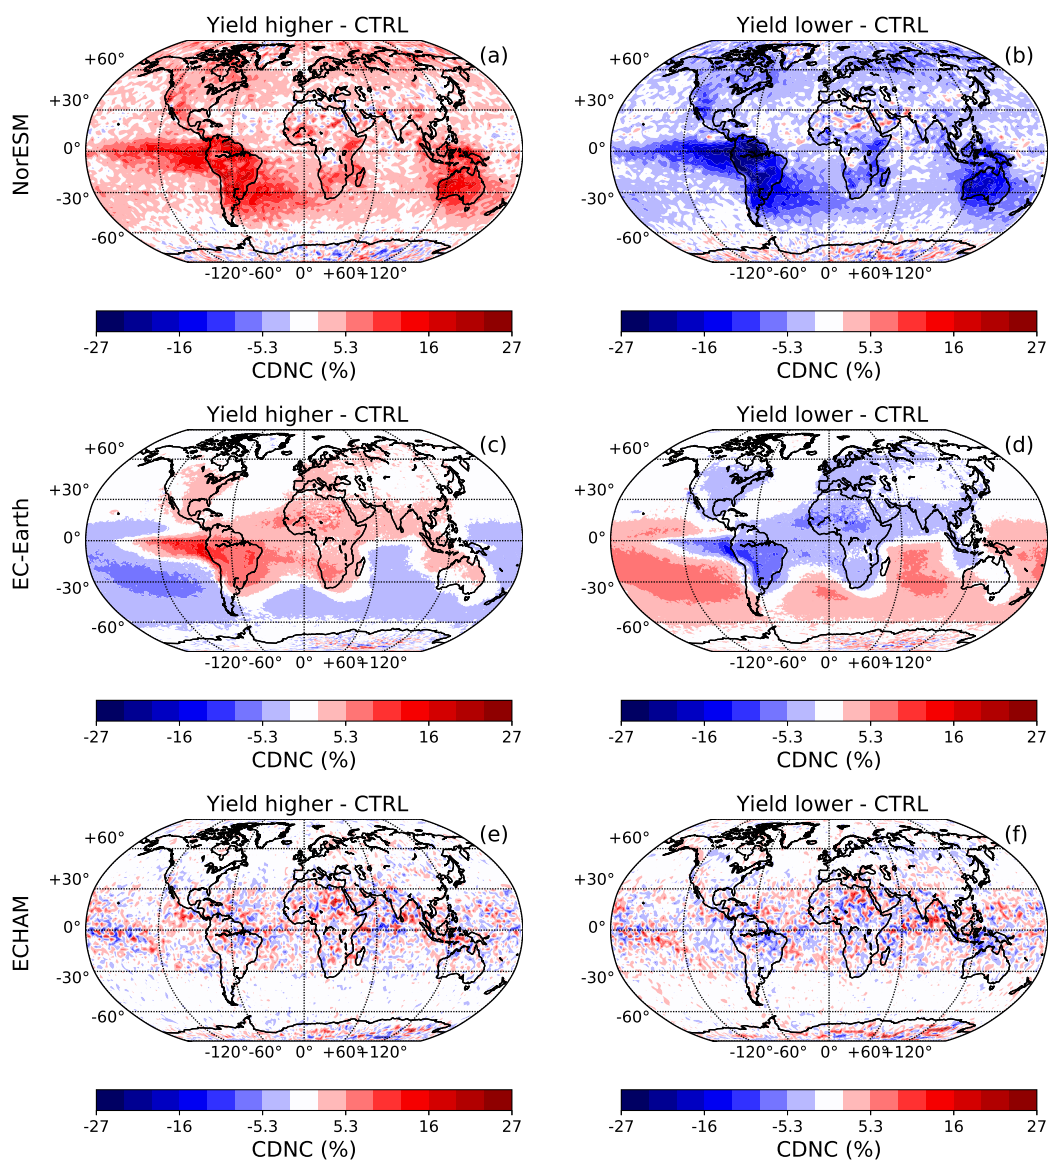 Yield higher - CTRL
Yield lower - CTRL
NorESM
(a)
+60°
+30°
0°
-30°
-60°
-120° -60° 0° +60° +120°
(b)
+60°
+30°
0°
-30°
-60°
-120° -60° 0° +60° +120°
-27 -16 -5.3 5.3 16 27
CDNC (%)
-27 -16 -5.3 5.3 16 27
CDNC (%)
Yield higher - CTRL
Yield lower - CTRL
EC-Earth
(c)
+60°
+30°
0°
-30°
-60°
-120° -60° 0° +60° +120°
(d)
+60°
+30°
0°
-30°
-60°
-120° -60° 0° +60° +120°
-27 -16 -5.3 5.3 16 27
CDNC (%)
-27 -16 -5.3 5.3 16 27
CDNC (%)
Yield higher - CTRL
Yield lower - CTRL
ECHAM
(e)
+60°
+30°
0°
-30°
-60°
-120° -60° 0° +60° +120°
(f)
+60°
+30°
0°
-30°
-60°
-120° -60° 0° +60° +120°
-27 -16 -5.3 5.3 16 27
CDNC (%)
-27 -16 -5.3 5.3 16 27
CDNC (%)